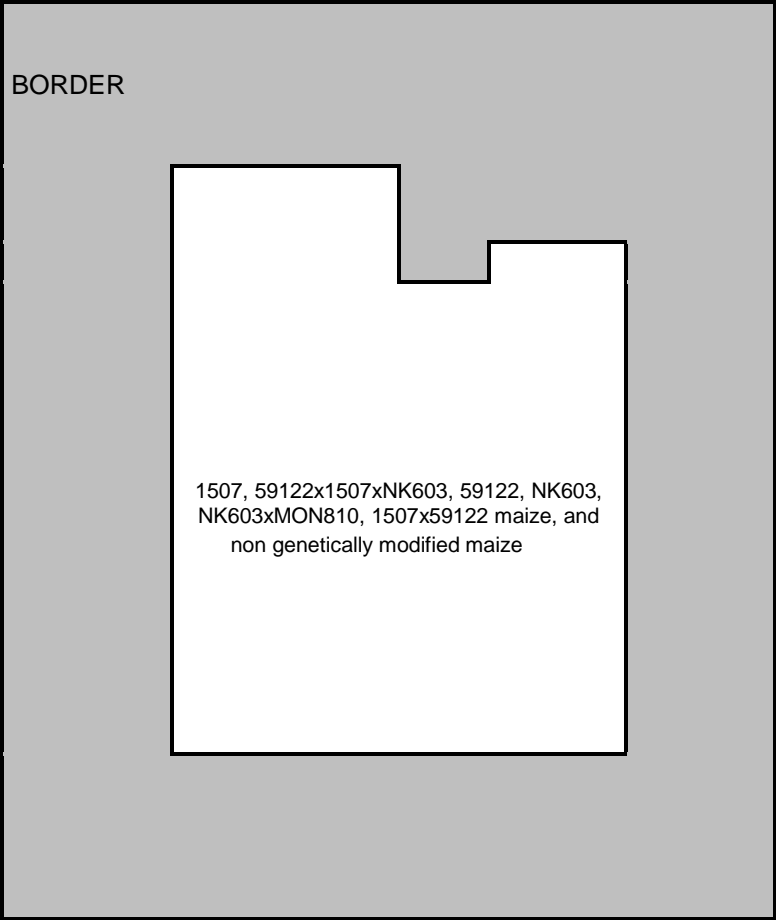 BORDER
1507, 59122x1507xNK603, 59122, NK603,
NK603xMON810, 1507x59122 maize, and
non genetically modified maize